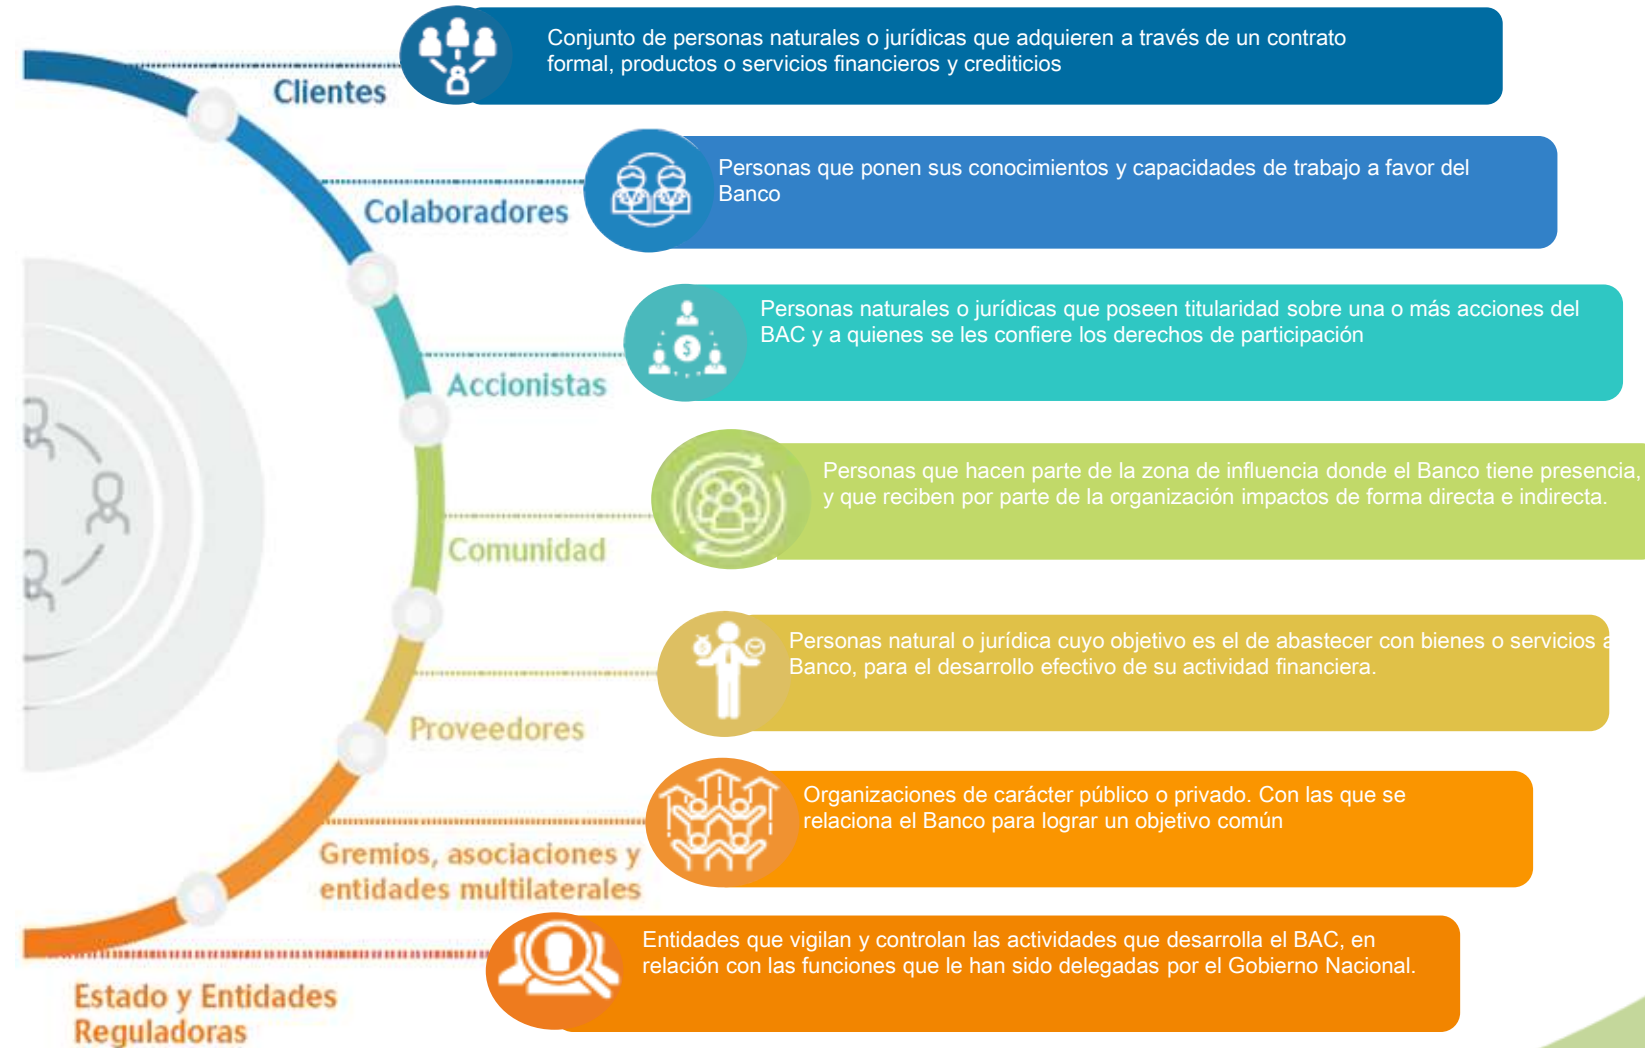 Clientes
Conjunto de personas naturales o jurídicas que adquieren a través de un contrato
formal, productos o servicios financieros y crediticios
Colaboradores
Personas que ponen sus conocimientos y capacidades de trabajo a favor del
Banco
Accionistas
Personas naturales o jurídicas que poseen titularidad sobre una o más acciones del
BAC y a quienes se les confiere los derechos de participación
Comunidad
Personas que hacen parte de la zona de influencia donde el Banco tiene presencia,
y que reciben por parte de la organización impactos de forma directa e indirecta.
Proveedores
Personas natural o jurídica cuyo objetivo es el de abastecer con bienes o servicios a
Banco, para el desarrollo efectivo de su actividad financiera.
Gremios, asociaciones y
entidades multilaterales
Organizaciones de carácter público o privado. Con las que se
relaciona el Banco para lograr un objetivo común
Estado y Entidades
Reguladoras
Entidades que vigilan y controlan las actividades que desarrolla el BAC, en
relación con las funciones que le han sido delegadas por el Gobierno Nacional.